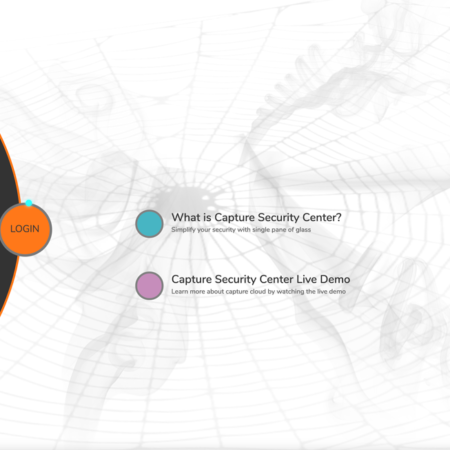 LOGIN
What is Capture Security Center?
Simplify your security with single pane of glass
Capture Security Center Live Demo
Learn more about capture cloud by watching the live demo